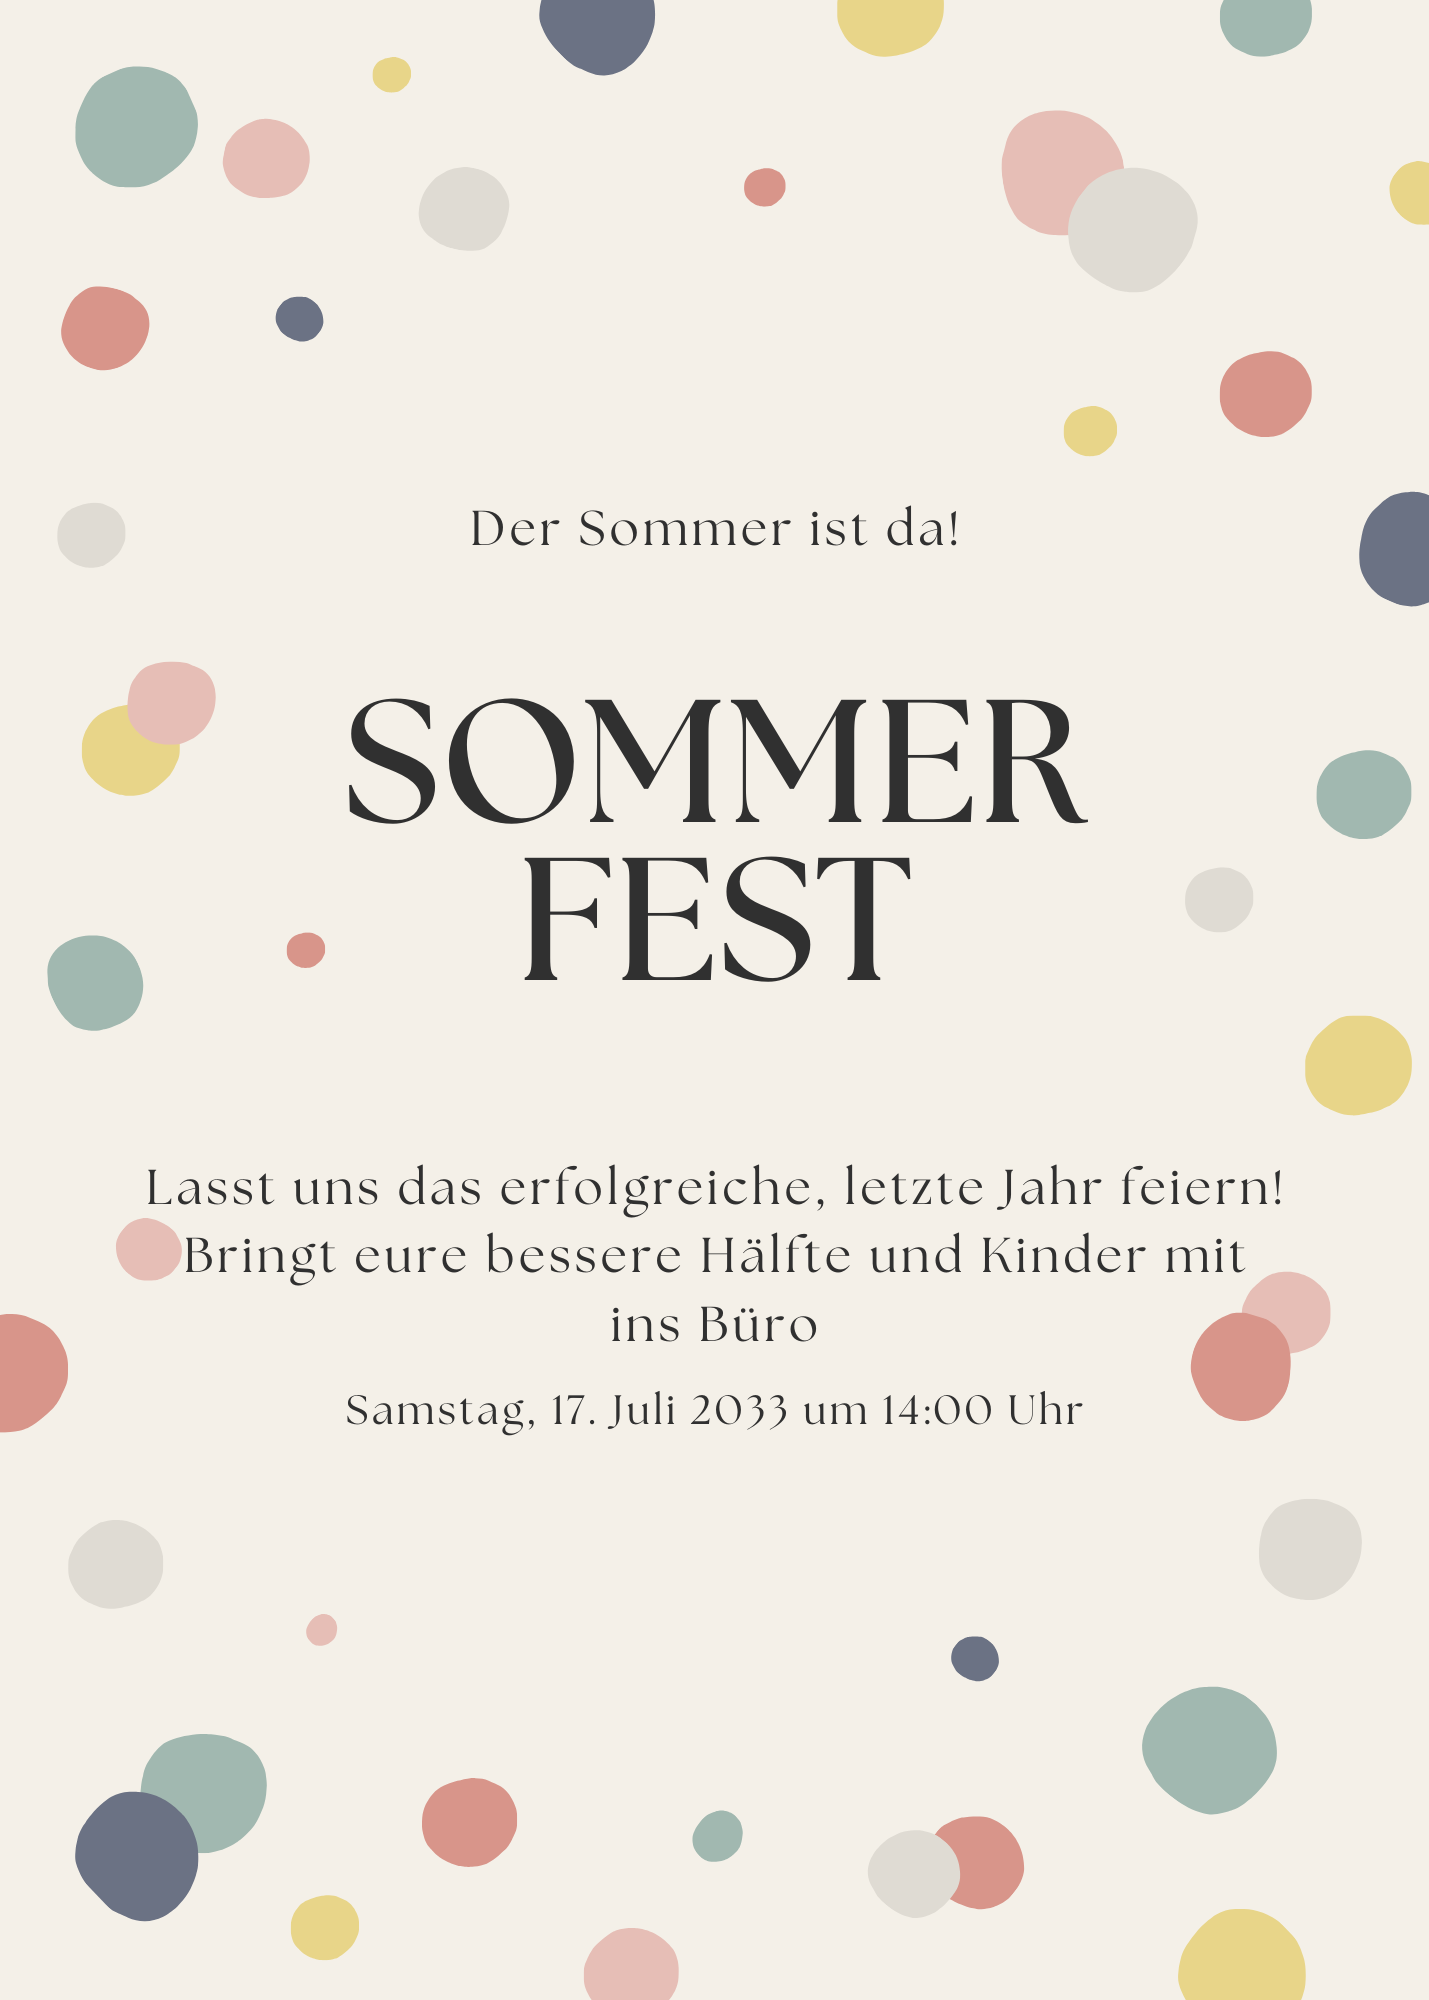 Der Sommer ist da!
SOMMER
FEST
Lasst uns das erfolgreiche, letzte Jahr feiern!
Bringt eure bessere Hälfte und Kinder mit
ins Büro
Samstag, 17. Juli 2033 um 14:00 Uhr